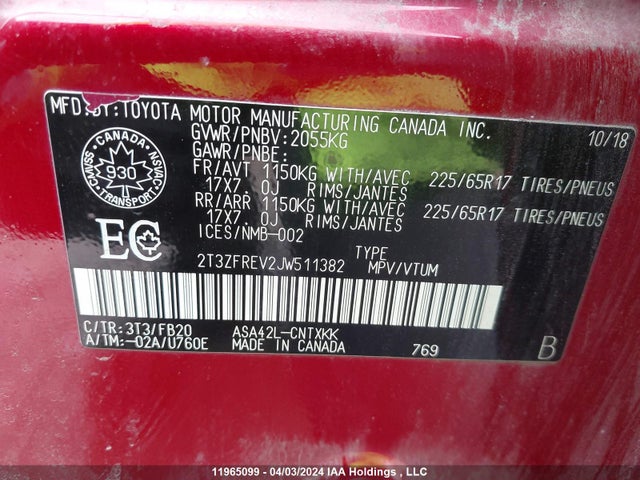 MFD.BY:TOYOTA MOTOR MANUFACTURING CANADA INC. 10/18
GVWR/PNBV:2055KG
GAWR/PNBE:
FR/AVT 1150KG WITH/AVEC 225/65R17 TIRES/PNEUS
17X7.0J RIMS/JANTES
RR/ARR 1150KG WITH/AVEC 225/65R17 TIRES/PNEUS
17X7.0J RIMS/JANTES
ICES/NMB-002
CANADA
CMVSS
930
NSVAC
TRANSPORT
EC
TYPE
2T3ZFREV2JW511382 MPV/VTUM
C/TR:3T3/FB20 ASA42L-CNTXKK
A/TM:-02A/U760E MADE IN CANADA 769 B
11965099 - 04/03/2024 IAA Holdings , LLC